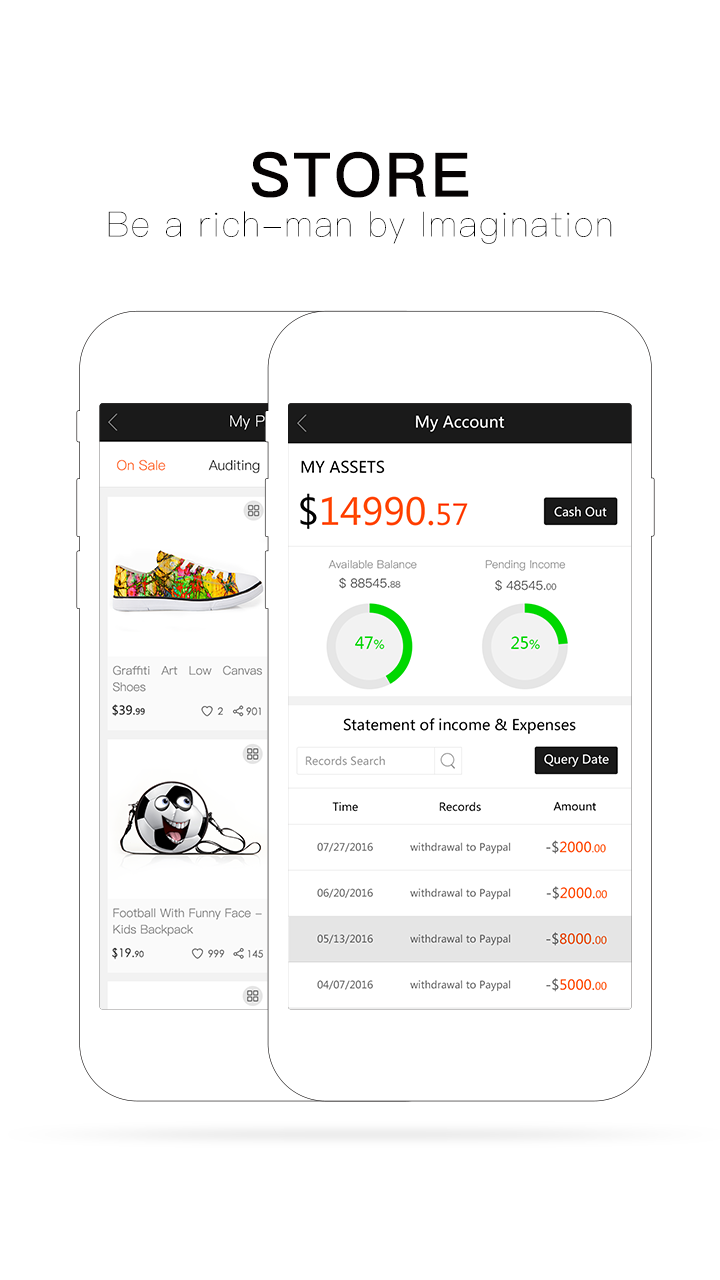 STORE
Be a rich-man by Imagination
My P
On Sale
Auditing
Graffiti Art Low Canvas
Shoes
$39.99
2
901
Football With Funny Face -
Kids Backpack
$19.90
999
145
My Account
MY ASSETS
$14990.57
Cash Out
Available Balance
Pending Income
$ 88545.88
$ 48545.00
47%
25%
Statement of income & Expenses
Records Search
Query Date
Time Records Amount
07/27/2016 withdrawal to Paypal -$2000.00
06/20/2016 withdrawal to Paypal -$2000.00
05/13/2016 withdrawal to Paypal -$8000.00
04/07/2016 withdrawal to Paypal -$5000.00